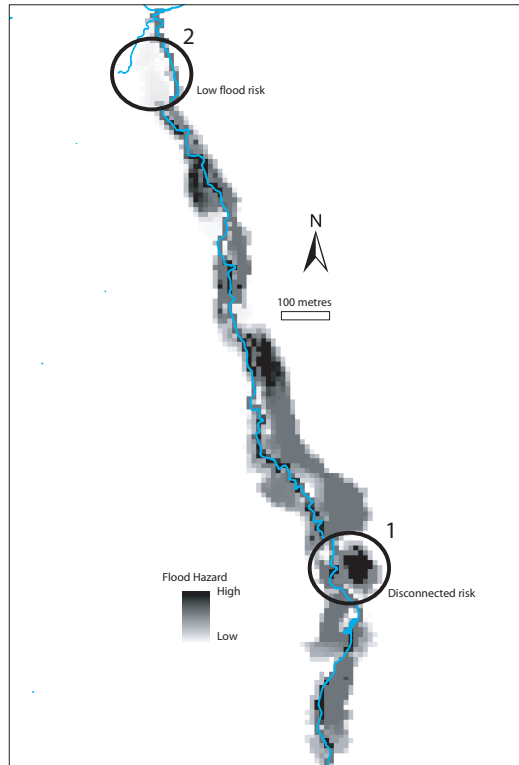 2
Low flood risk
N
100 metres
1
Flood Hazard
High
Low
Disconnected risk